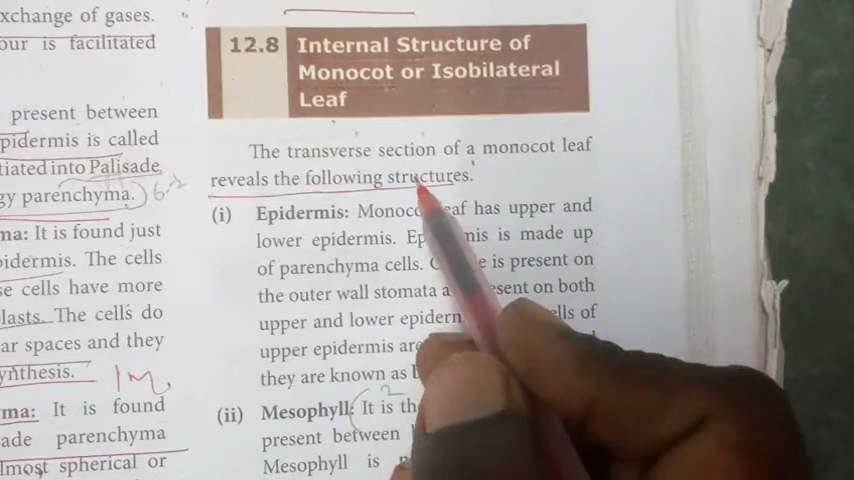 xchange of gases.
our is facilitated
present between
pidermis is called
tiated into Palisade
gy parenchyma.) 6-2
ma: It is found just
pidermis. The cells
se cells have more
plasts. The cells do
ar spaces and they
ynthesis. 1m
ma: It is found
ade parenchyma
lmost spherical or
12.8 Internal Structure of
Monocot or Isobilateral
Leaf
The transverse section of a monocot leaf
reveals the following structures.
(i) Epidermis: Monoco eaf has upper and
lower epidermis. Ep mis is made up
of parenchyma cells. is present on
the outer wall stomata a esent on both
upper and lower epiderm lls of
upper epidermis are
they are known as
(ii) Mesophyll: It is th
present between
Mesophyll is